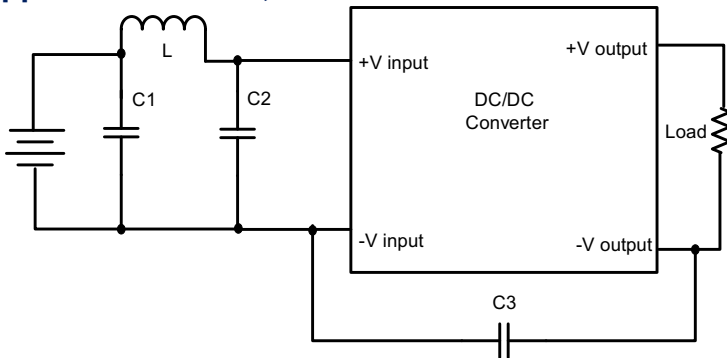 L
+V input
+V output
C1
C2
DC/DC
Converter
Load
-V input
-V output
C3